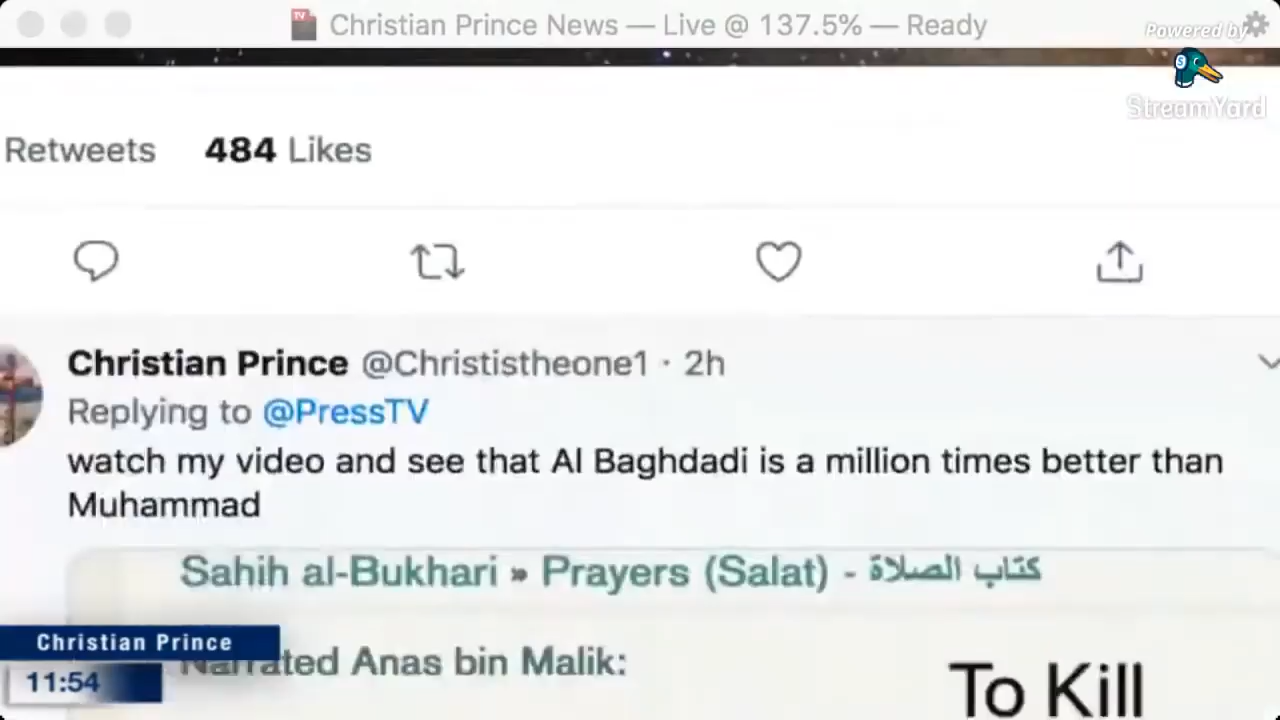 Christian Prince News — Live @ 137.5% — Ready
Powered by
StreamYard
Retweets 484 Likes
Christian Prince @Christistheone1 · 2h
Replying to @PressTV
watch my video and see that Al Baghdadi is a million times better than
Muhammad
Sahih al-Bukhari » Prayers (Salat) - كتاب الصلاة
Christian Prince
Narrated Anas bin Malik:
To Kill
11:54